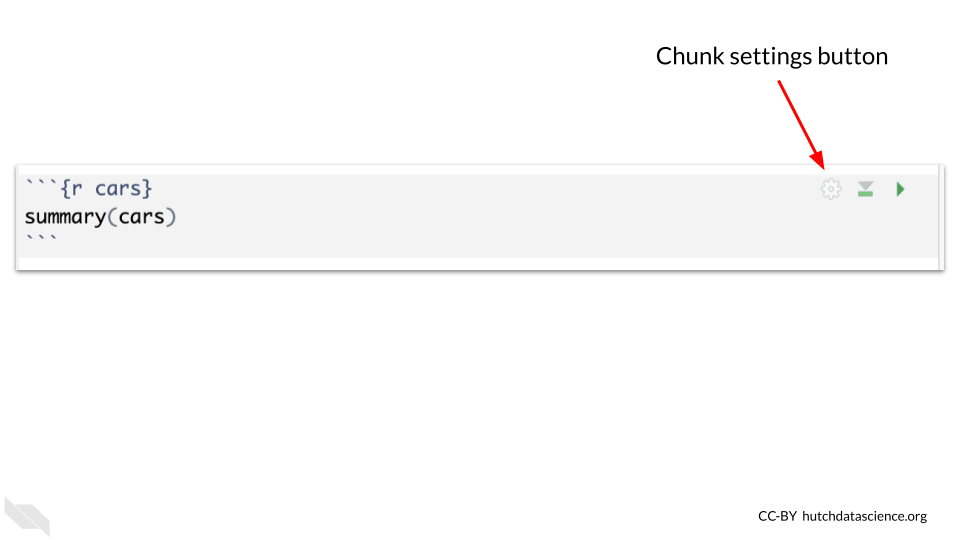 Chunk settings button
```{r cars}
summary(cars)
```
CC-BY hutchdatascience.org